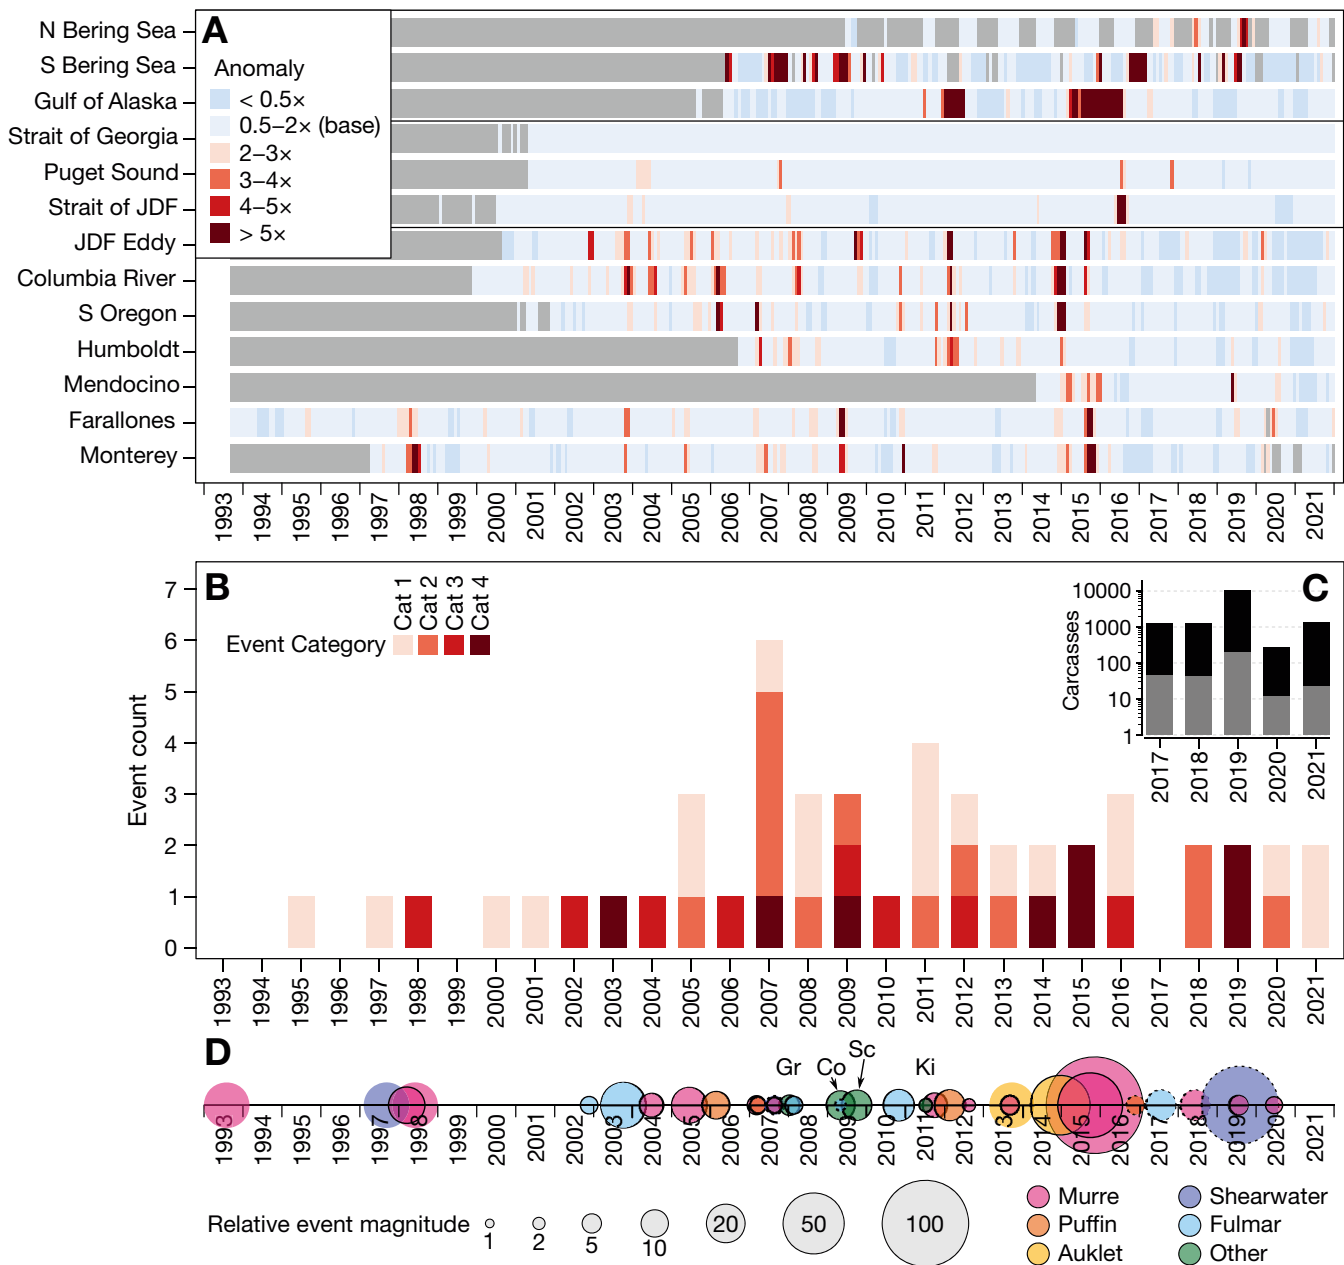 A
N Bering Sea
S Bering Sea
Gulf of Alaska
Strait of Georgia
Puget Sound
Strait of JDF
JDF Eddy
Columbia River
S Oregon
Humboldt
Mendocino
Farallones
Monterey
Anomaly
< 0.5×
0.5–2× (base)
2–3×
3–4×
4–5×
> 5×
1993 1994 1995 1996 1997 1998 1999 2000 2001 2002 2003 2004 2005 2006 2007 2008 2009 2010 2011 2012 2013 2014 2015 2016 2017 2018 2019 2020 2021
B
Event Category
Cat 1
Cat 2
Cat 3
Cat 4
Event count
7
6
5
4
3
2
1
0
1993 1994 1995 1996 1997 1998 1999 2000 2001 2002 2003 2004 2005 2006 2007 2008 2009 2010 2011 2012 2013 2014 2015 2016 2017 2018 2019 2020 2021
C
Carcasses
10000
1000
100
10
1
2017 2018 2019 2020 2021
D
Gr Co Sc Ki
1993 1994 1995 1996 1997 1998 1999 2000 2001 2002 2003 2004 2005 2006 2007 2008 2009 2010 2011 2012 2013 2014 2015 2016 2017 2018 2019 2020 2021
Relative event magnitude
1 2 5 10 20 50 100
Murre
Puffin
Auklet
Shearwater
Fulmar
Other